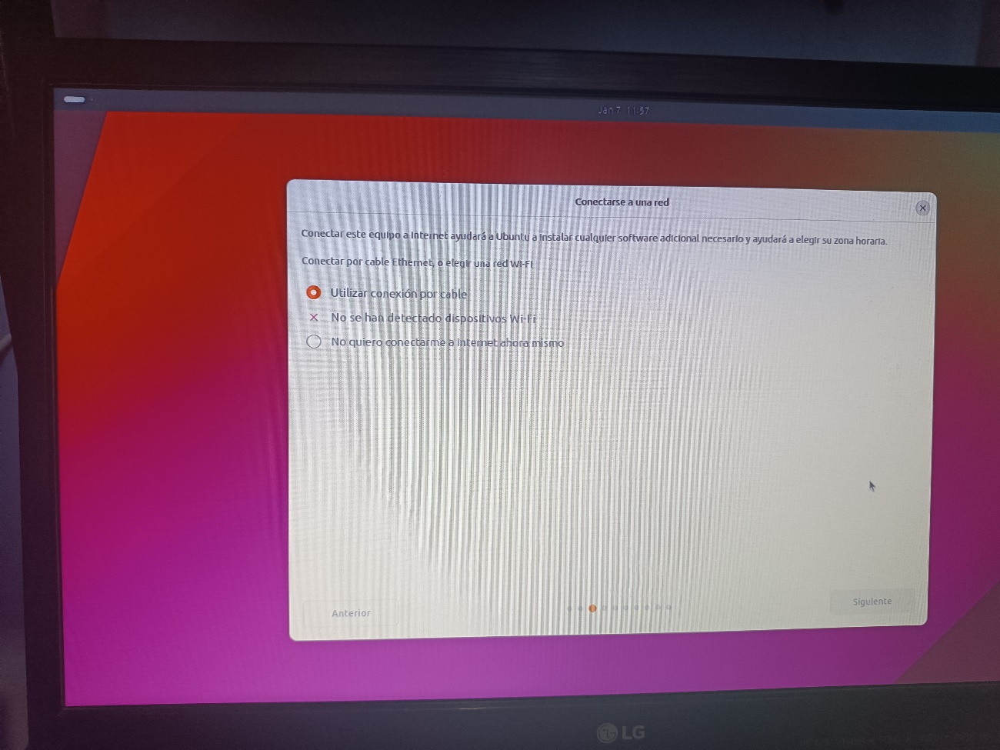 Jan 7 11:57
Conectarse a una red
Conectar este equipo a Internet ayudará a Ubuntu a instalar cualquier software adicional necesario y ayudará a elegir su zona horaria.
Conectar por cable Ethernet, o elegir una red Wi-Fi
Utilizar conexión por cable
No se han detectado dispositivos Wi-Fi
No quiero conectarme a internet ahora mismo
Anterior
Siguiente
LG